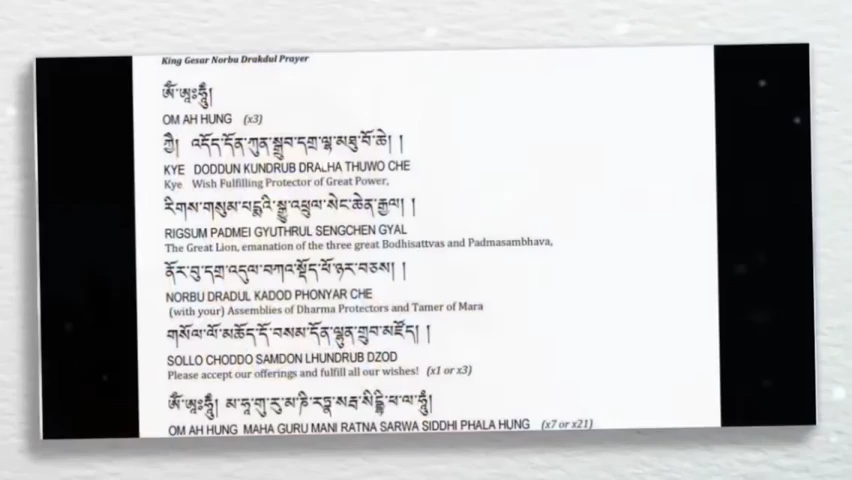 King Gesar Norbu Drakdul Prayer
ༀ་ཨཱཿཧཱུྃ།
OM AH HUNG (x3)
ཀྱཻ། འདོད་དོན་ཀུན་སྒྲུབ་དགྲ་ལྷ་མཐུ་བོ་ཆེ། །
KYE DODDUN KUNDRUB DRALHA THUWO CHE
Kye Wish Fulfilling Protector of Great Power,
རིགས་གསུམ་པདྨའི་སྒྱུ་འཕྲུལ་སེང་ཆེན་རྒྱལ། །
RIGSUM PADMEI GYUTHRUL SENGCHEN GYAL
The Great Lion, emanation of the three great Bodhisattvas and Padmasambhava,
ནོར་བུ་དགྲ་འདུལ་བཀའ་སྡོད་ཕོ་ཉར་བཅས། །
NORBU DRADUL KADOD PHONYAR CHE
(with your) Assemblies of Dharma Protectors and Tamer of Mara
གསོལ་ལོ་མཆོད་དོ་བསམ་དོན་ལྷུན་གྲུབ་མཛོད། །
SOLLO CHODDO SAMDON LHUNDRUB DZOD
Please accept our offerings and fulfill all our wishes! (x1 or x3)
ༀ་ཨཱཿཧཱུྃ། མ་ཧཱ་གུ་རུ་མ་ཎི་རཏྣ་སརྦ་སིདྡྷི་ཕ་ལ་ཧཱུྃ།
OM AH HUNG MAHA GURU MANI RATNA SARWA SIDDHI PHALA HUNG (x7 or x21)